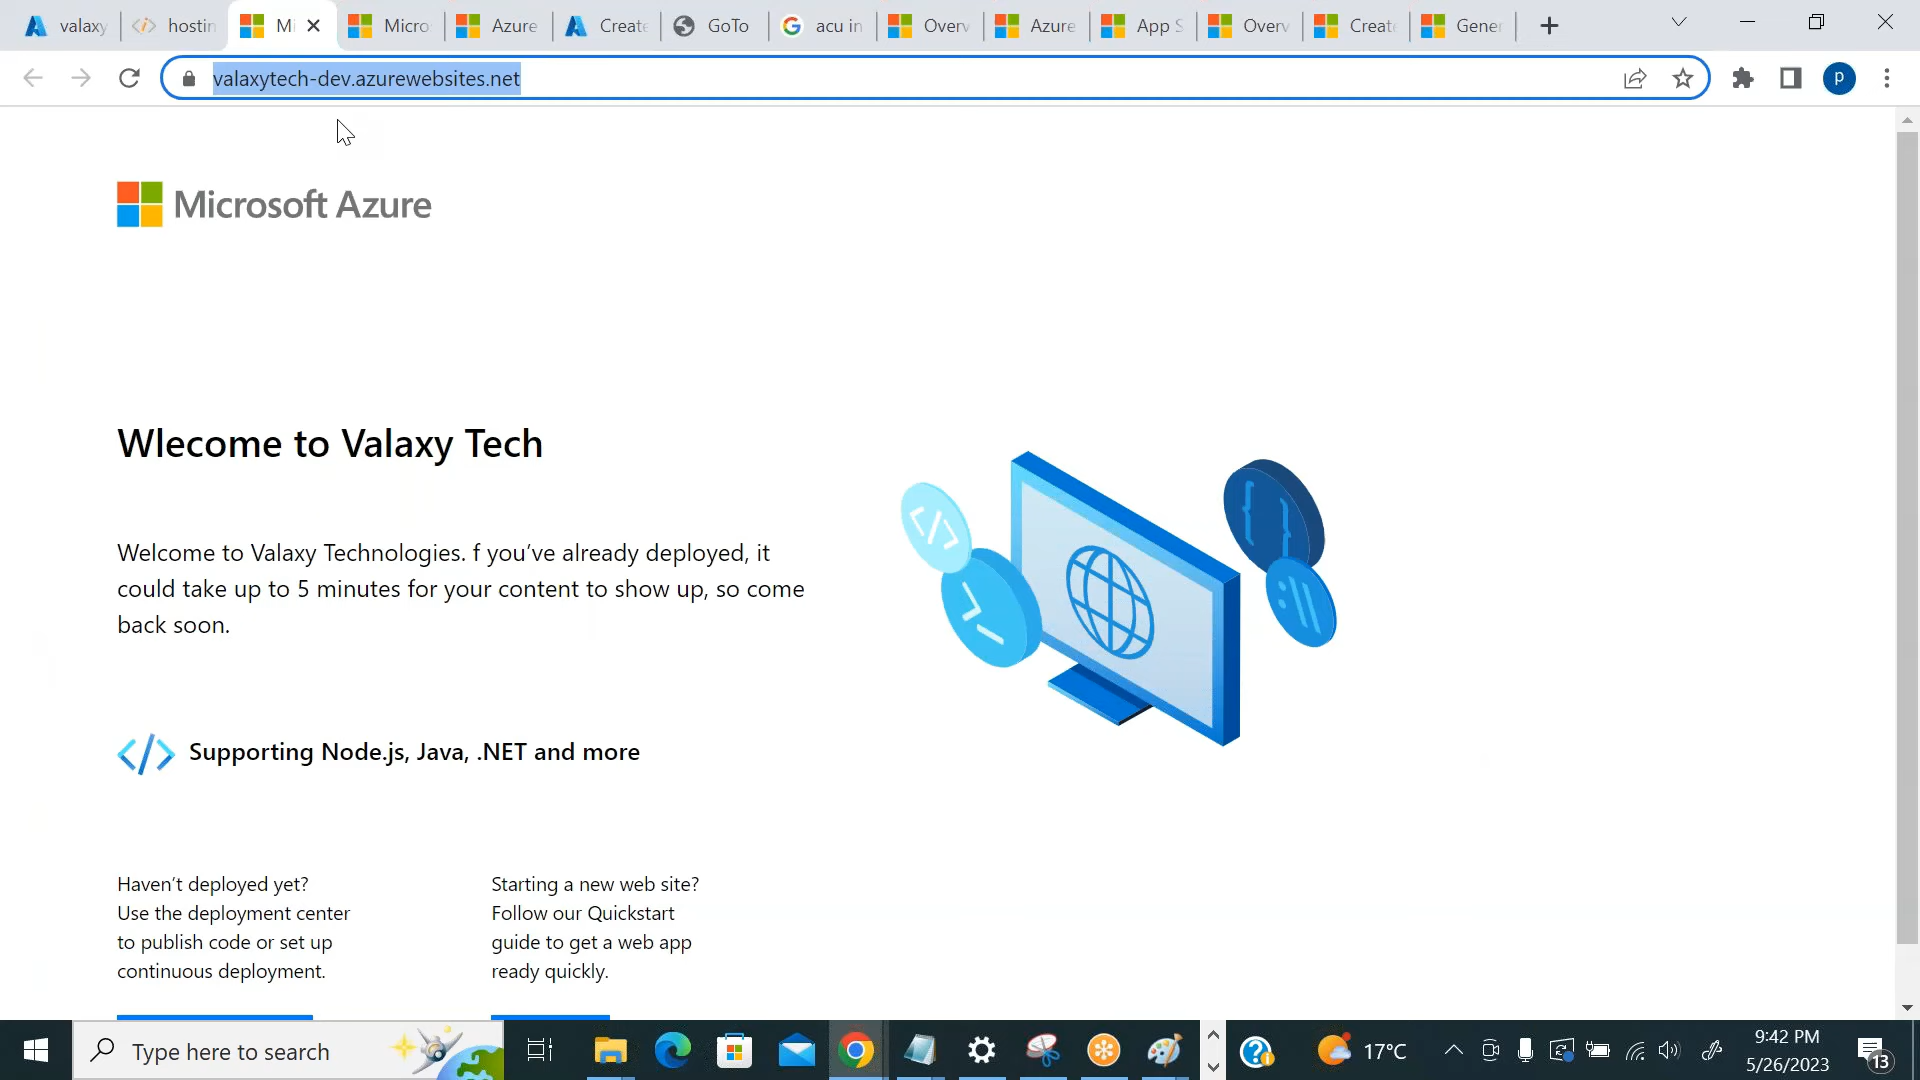 valaxy
hostin
Mi
Micro
Azure
Create
GoTo
acu in
Overv
Azure
App S
Overv
Create
Gener
valaxytech-dev.azurewebsites.net
P
Microsoft Azure
Wlecome to Valaxy Tech
Welcome to Valaxy Technologies. f you’ve already deployed, it
could take up to 5 minutes for your content to show up, so come
back soon.
Supporting Node.js, Java, .NET and more
Haven’t deployed yet?
Use the deployment center
to publish code or set up
continuous deployment.
Starting a new web site?
Follow our Quickstart
guide to get a web app
ready quickly.
Type here to search
17°C
9:42 PM
5/26/2023
13